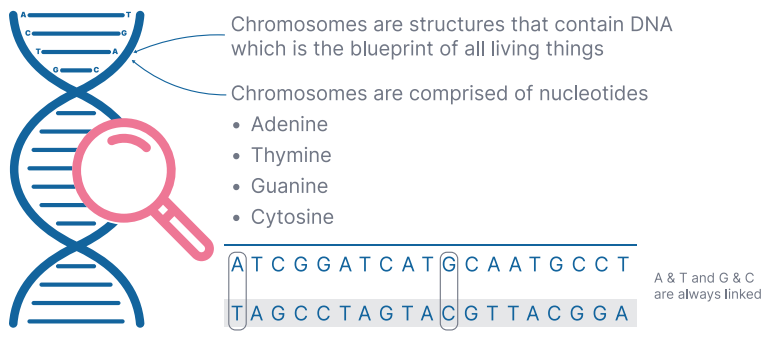 A T
C G
T A
G C
Chromosomes are structures that contain DNA
which is the blueprint of all living things
Chromosomes are comprised of nucleotides
• Adenine
• Thymine
• Guanine
• Cytosine
A T C G G A T C A T G C A A T G C C T
T A G C C T A G T A C G T T A C G G A
A & T and G & C
are always linked